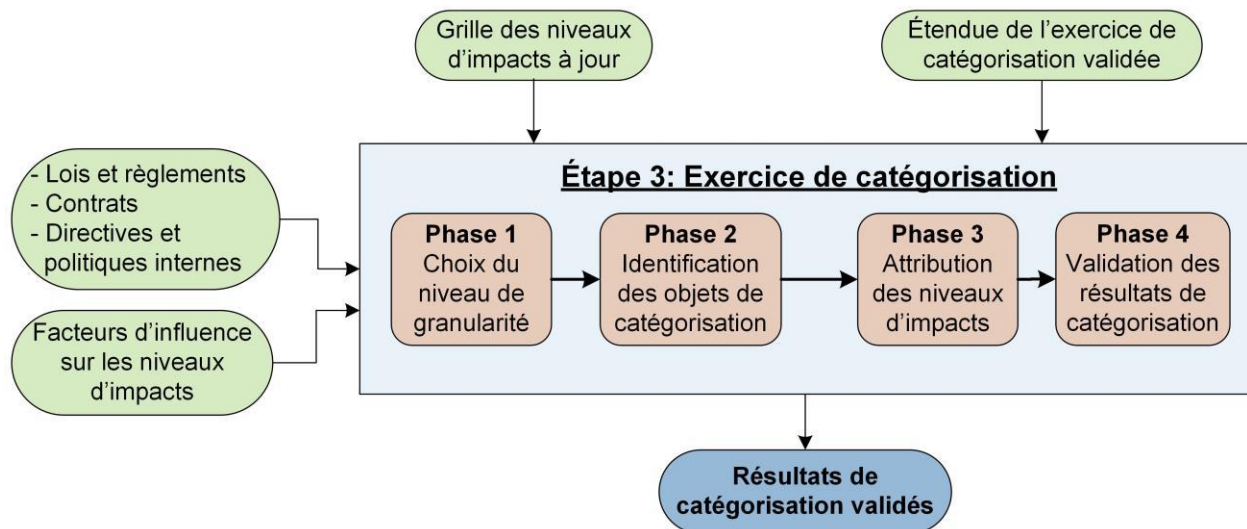 Grille des niveaux
d'impacts à jour
Étendue de l'exercice de
catégorisation validée
- Lois et règlements
- Contrats
- Directives et
politiques internes
Facteurs d'influence
sur les niveaux
d'impacts
Étape 3: Exercice de catégorisation
Phase 1
Choix du
niveau de
granularité
Phase 2
Identification
des objets de
catégorisation
Phase 3
Attribution
des niveaux
d'impacts
Phase 4
Validation des
résultats de
catégorisation
Résultats de
catégorisation validés